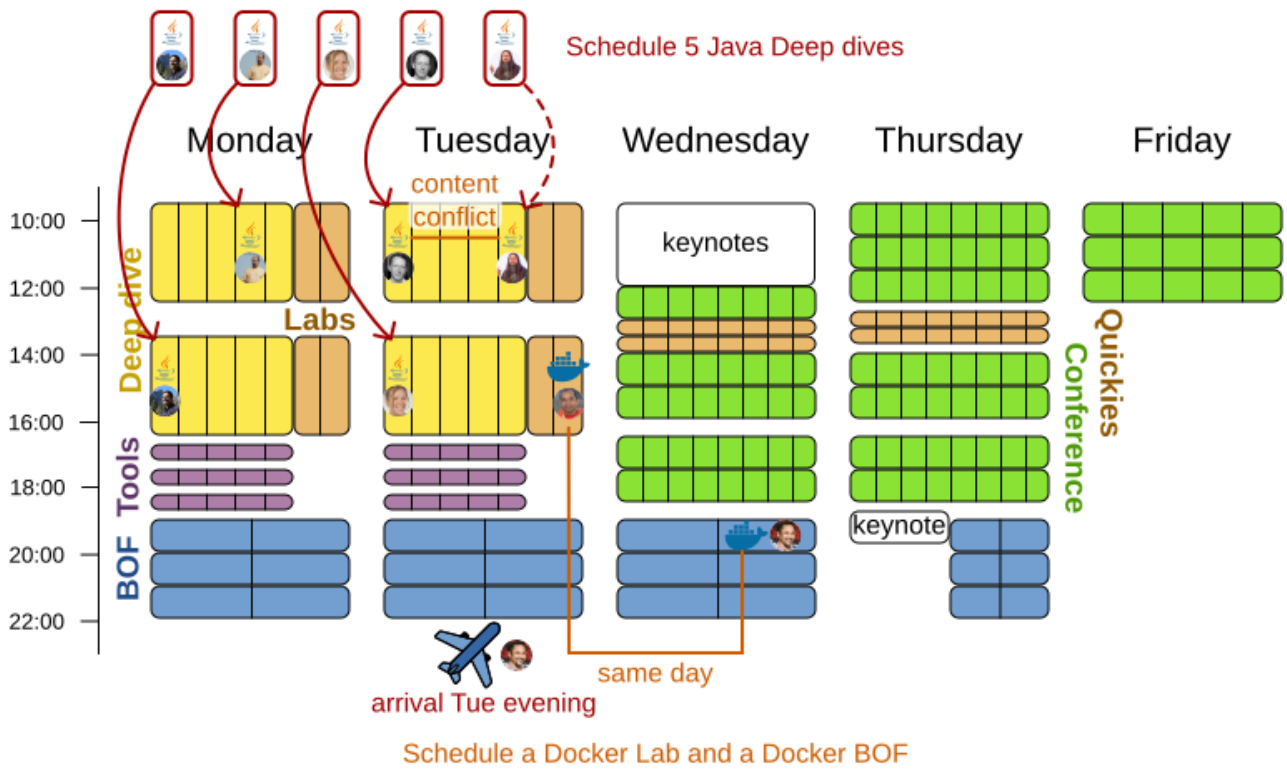 Schedule 5 Java Deep dives
Monday
Tuesday
Wednesday
Thursday
Friday
content
conflict
10:00
12:00
14:00
16:00
18:00
20:00
22:00
keynotes
Deep dive
Labs
Tools
BOF
Quickies
Conference
keynote
same day
arrival Tue evening
Schedule a Docker Lab and a Docker BOF